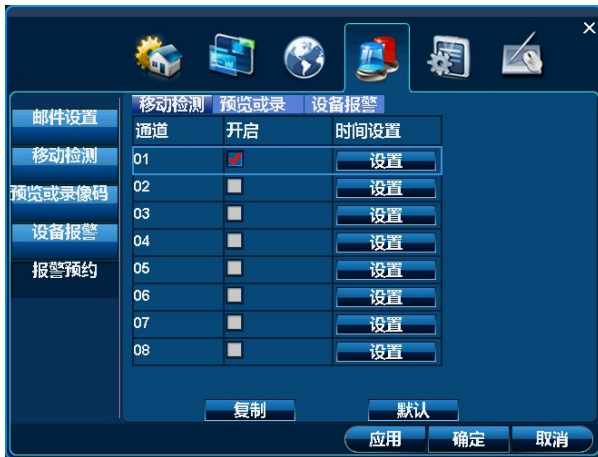 ×
移动检测 预览或录 设备报警
邮件设置
移动检测
预览或录像码
设备报警
报警预约
通道 开启 时间设置
01 设置
02 设置
03 设置
04 设置
05 设置
06 设置
07 设置
08 设置
复制 默认
应用 确定 取消